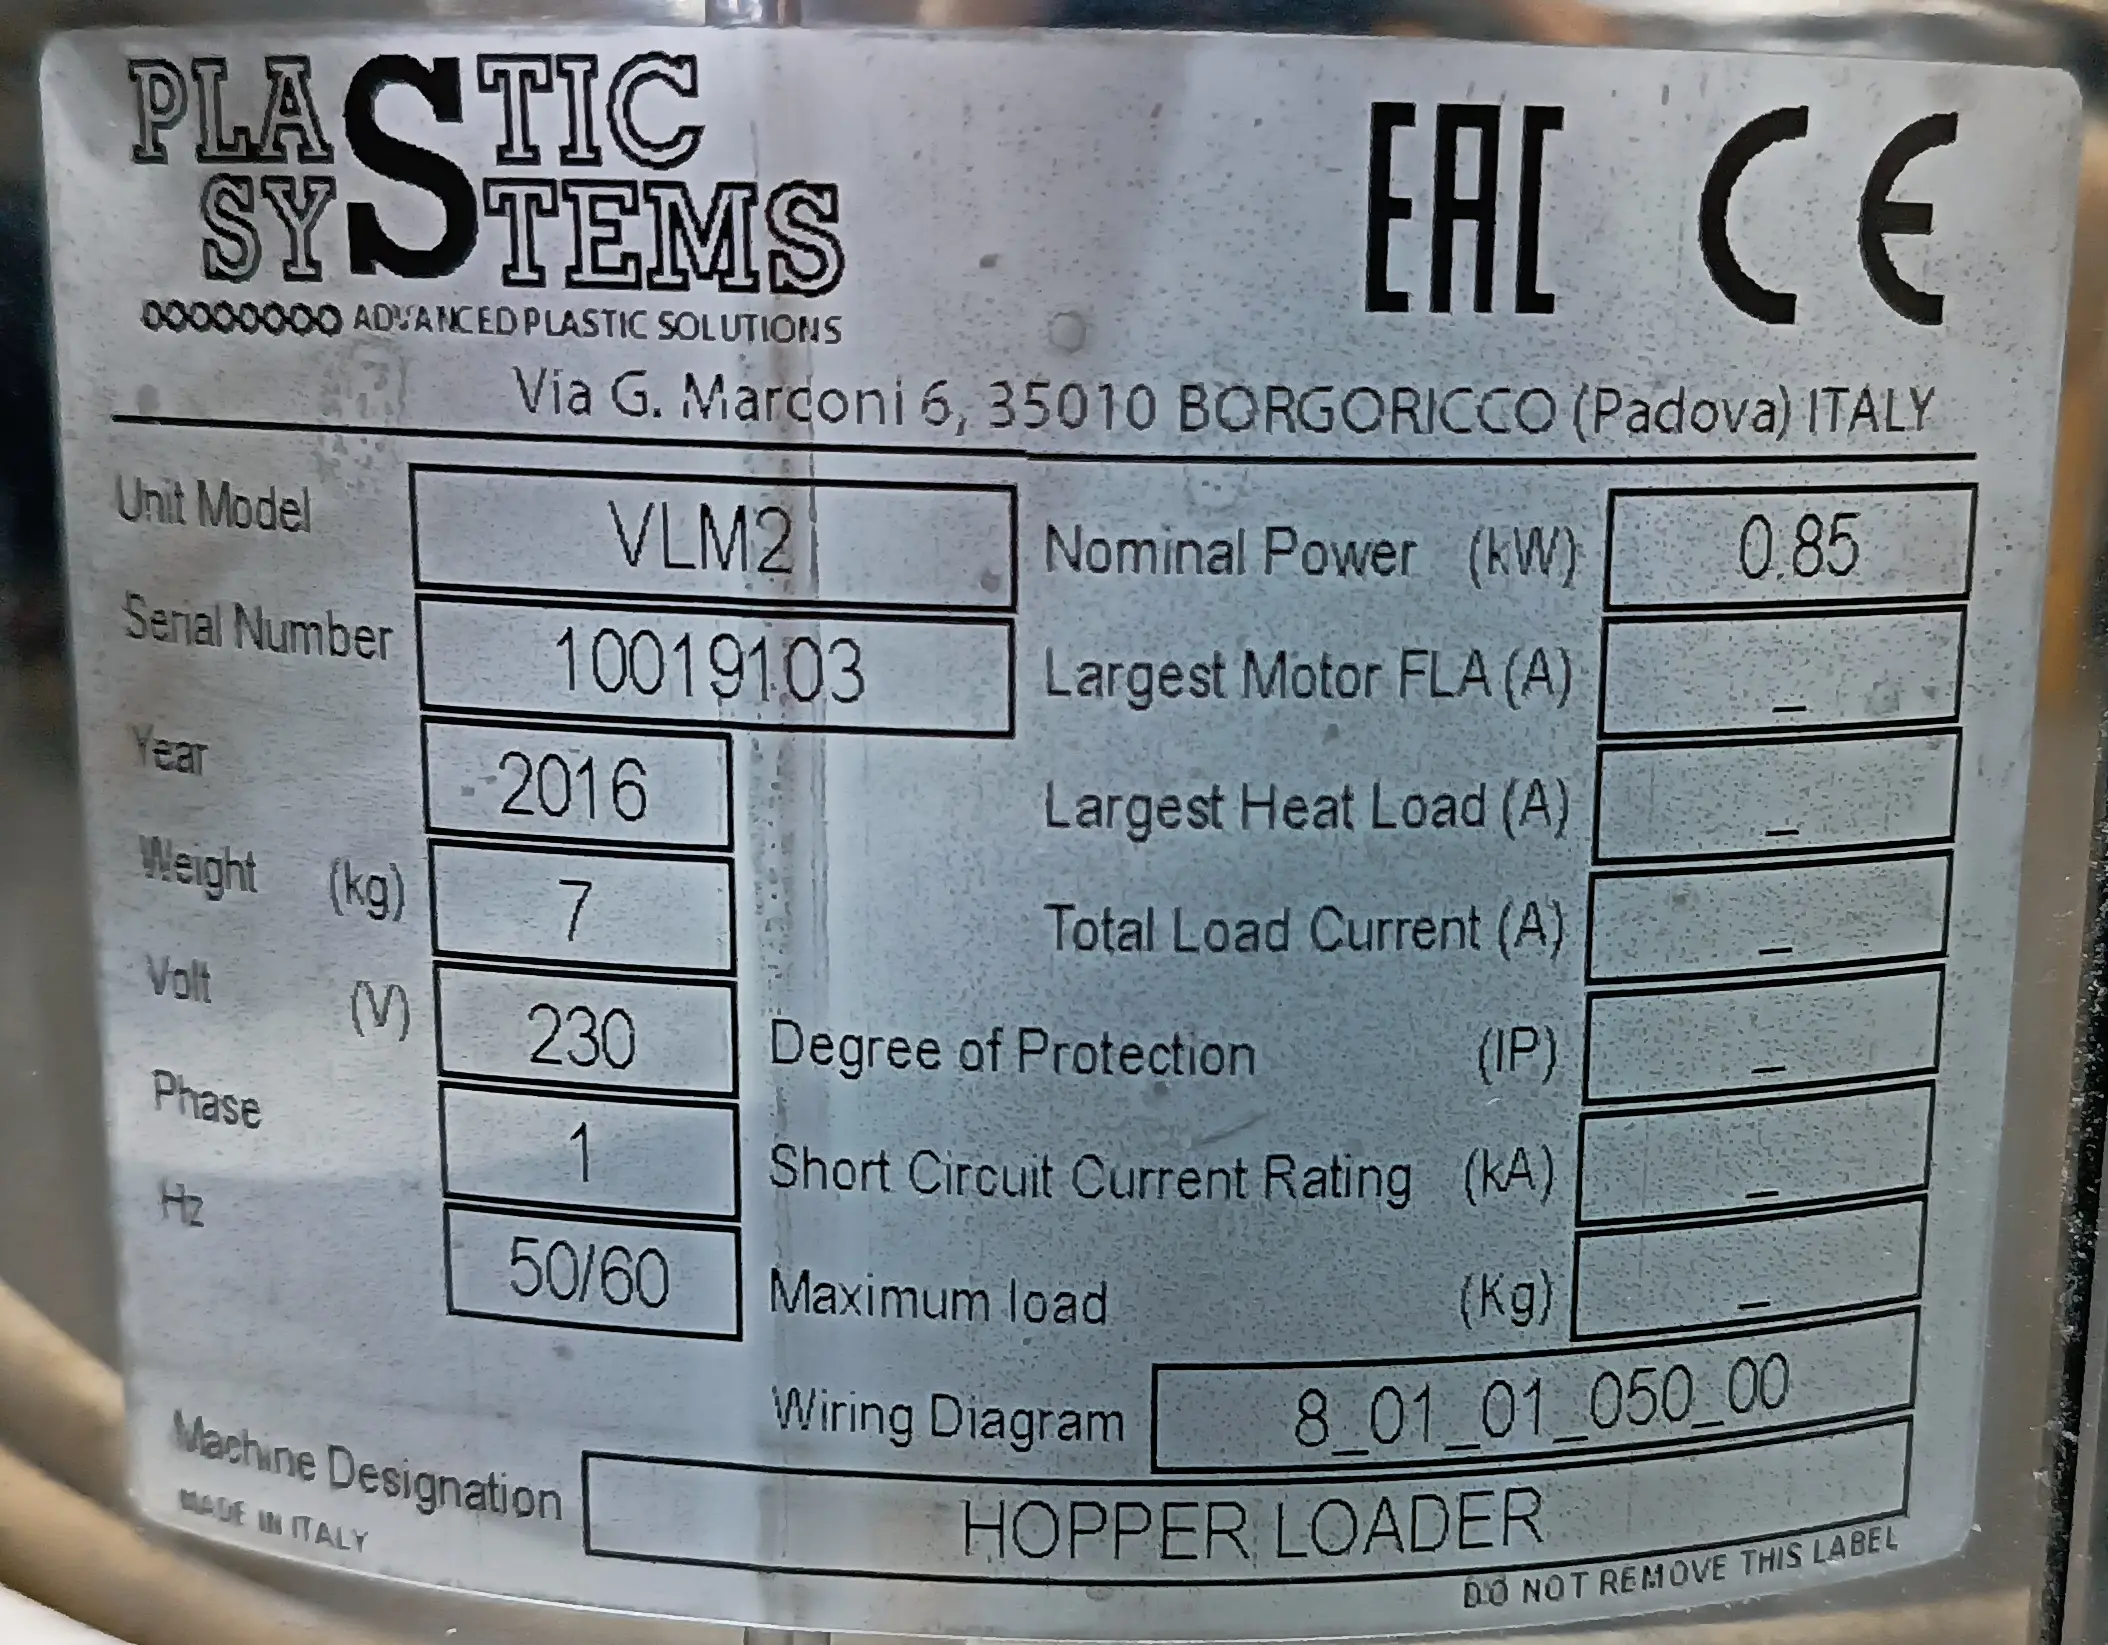 PLASTIC
SYSTEMS
ADVANCED PLASTIC SOLUTIONS
EAC CE
Via G. Marconi 6, 35010 BORGORICCO (Padova) ITALY
Unit Model VLM2
Nominal Power (kW) 0.85
Serial Number 10019103
Largest Motor FLA (A) _
Year 2016
Largest Heat Load (A) _
Weight (kg) 7
Total Load Current (A) _
Volt (V) 230
Degree of Protection (IP) _
Phase 1
Short Circuit Current Rating (kA) _
Hz 50/60
Maximum load (Kg) _
Wiring Diagram 8_01_01_050_00
Machine Designation HOPPER LOADER
MADE IN ITALY
DO NOT REMOVE THIS LABEL